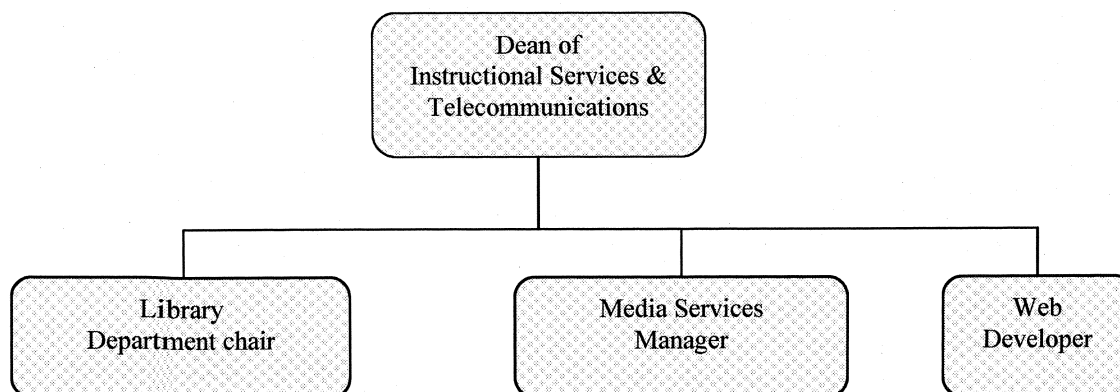 Dean of
Instructional Services &
Telecommunications
Library
Department chair
Media Services
Manager
Web
Developer